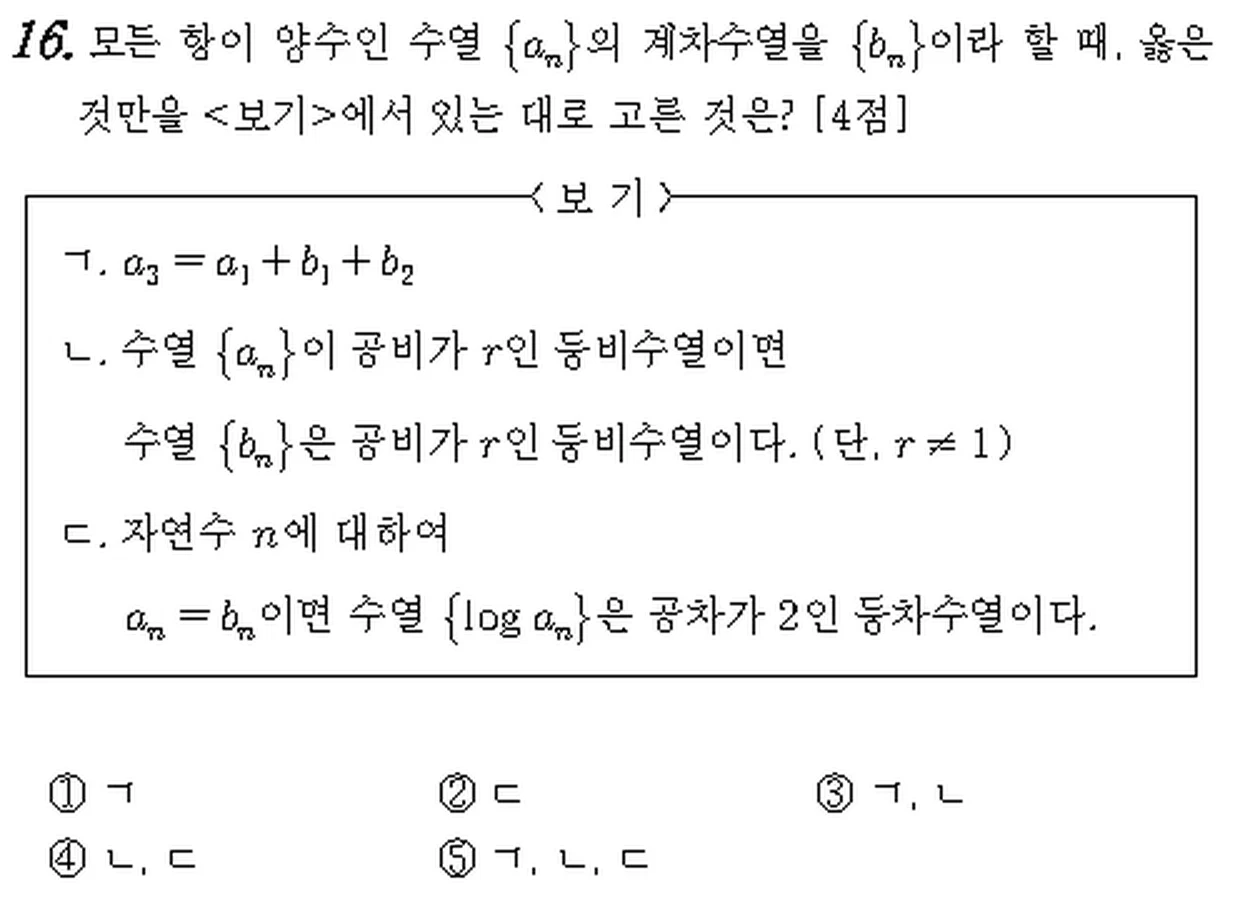 16. 모든 항이 양수인 수열 {aₙ}의 계차수열을 {bₙ}이라 할 때, 옳은
것만을 <보기>에서 있는 대로 고른 것은? [4점]
< 보 기 >
ㄱ. a₃ = a₁ + b₁ + b₂
ㄴ. 수열 {aₙ}이 공비가 r인 등비수열이면
수열 {bₙ}은 공비가 r인 등비수열이다. (단, r ≠ 1)
ㄷ. 자연수 n에 대하여
aₙ = bₙ이면 수열 {log aₙ}은 공차가 2인 등차수열이다.
① ㄱ ② ㄷ ③ ㄱ, ㄴ
④ ㄴ, ㄷ ⑤ ㄱ, ㄴ, ㄷ